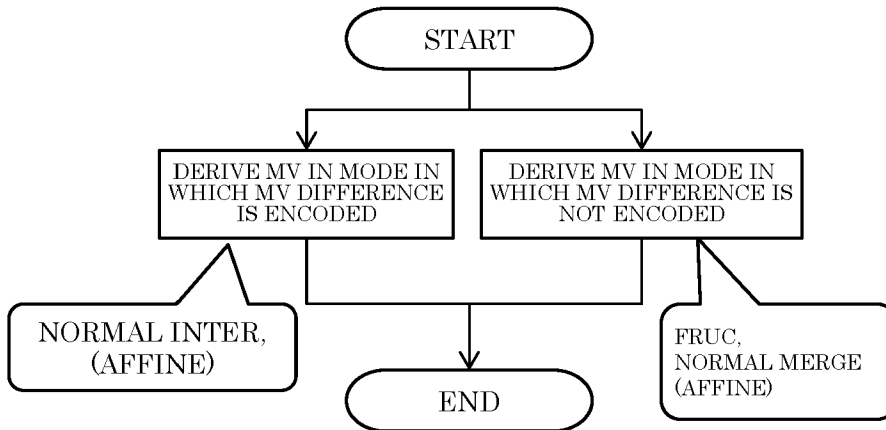 START
DERIVE MV IN MODE IN
WHICH MV DIFFERENCE
IS ENCODED
DERIVE MV IN MODE IN
WHICH MV DIFFERENCE IS
NOT ENCODED
NORMAL INTER,
(AFFINE)
FRUC,
NORMAL MERGE
(AFFINE)
END